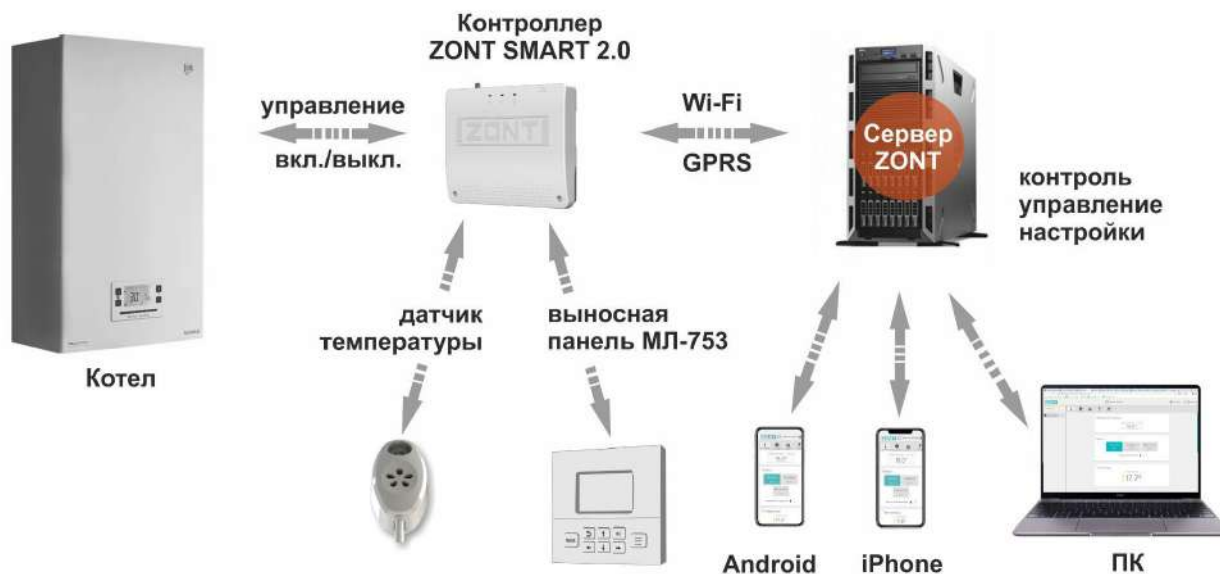 Контроллер
ZONT SMART 2.0
управление
вкл./выкл.
ZONT
Wi-Fi
GPRS
Сервер
ZONT
контроль
управление
настройки
датчик
температуры
выносная
панель МЛ-753
Котел
Android
iPhone
ПК